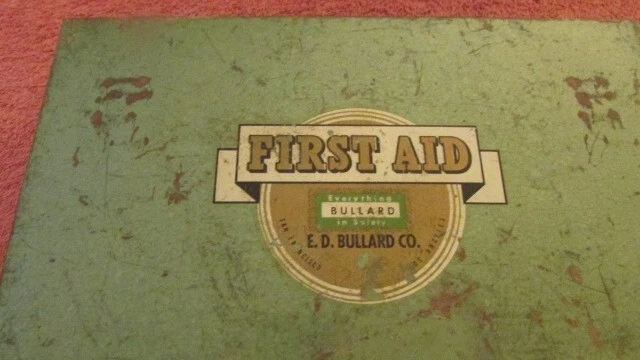 FIRST AID
Everything
BULLARD
in Safety
E. D. BULLARD CO.